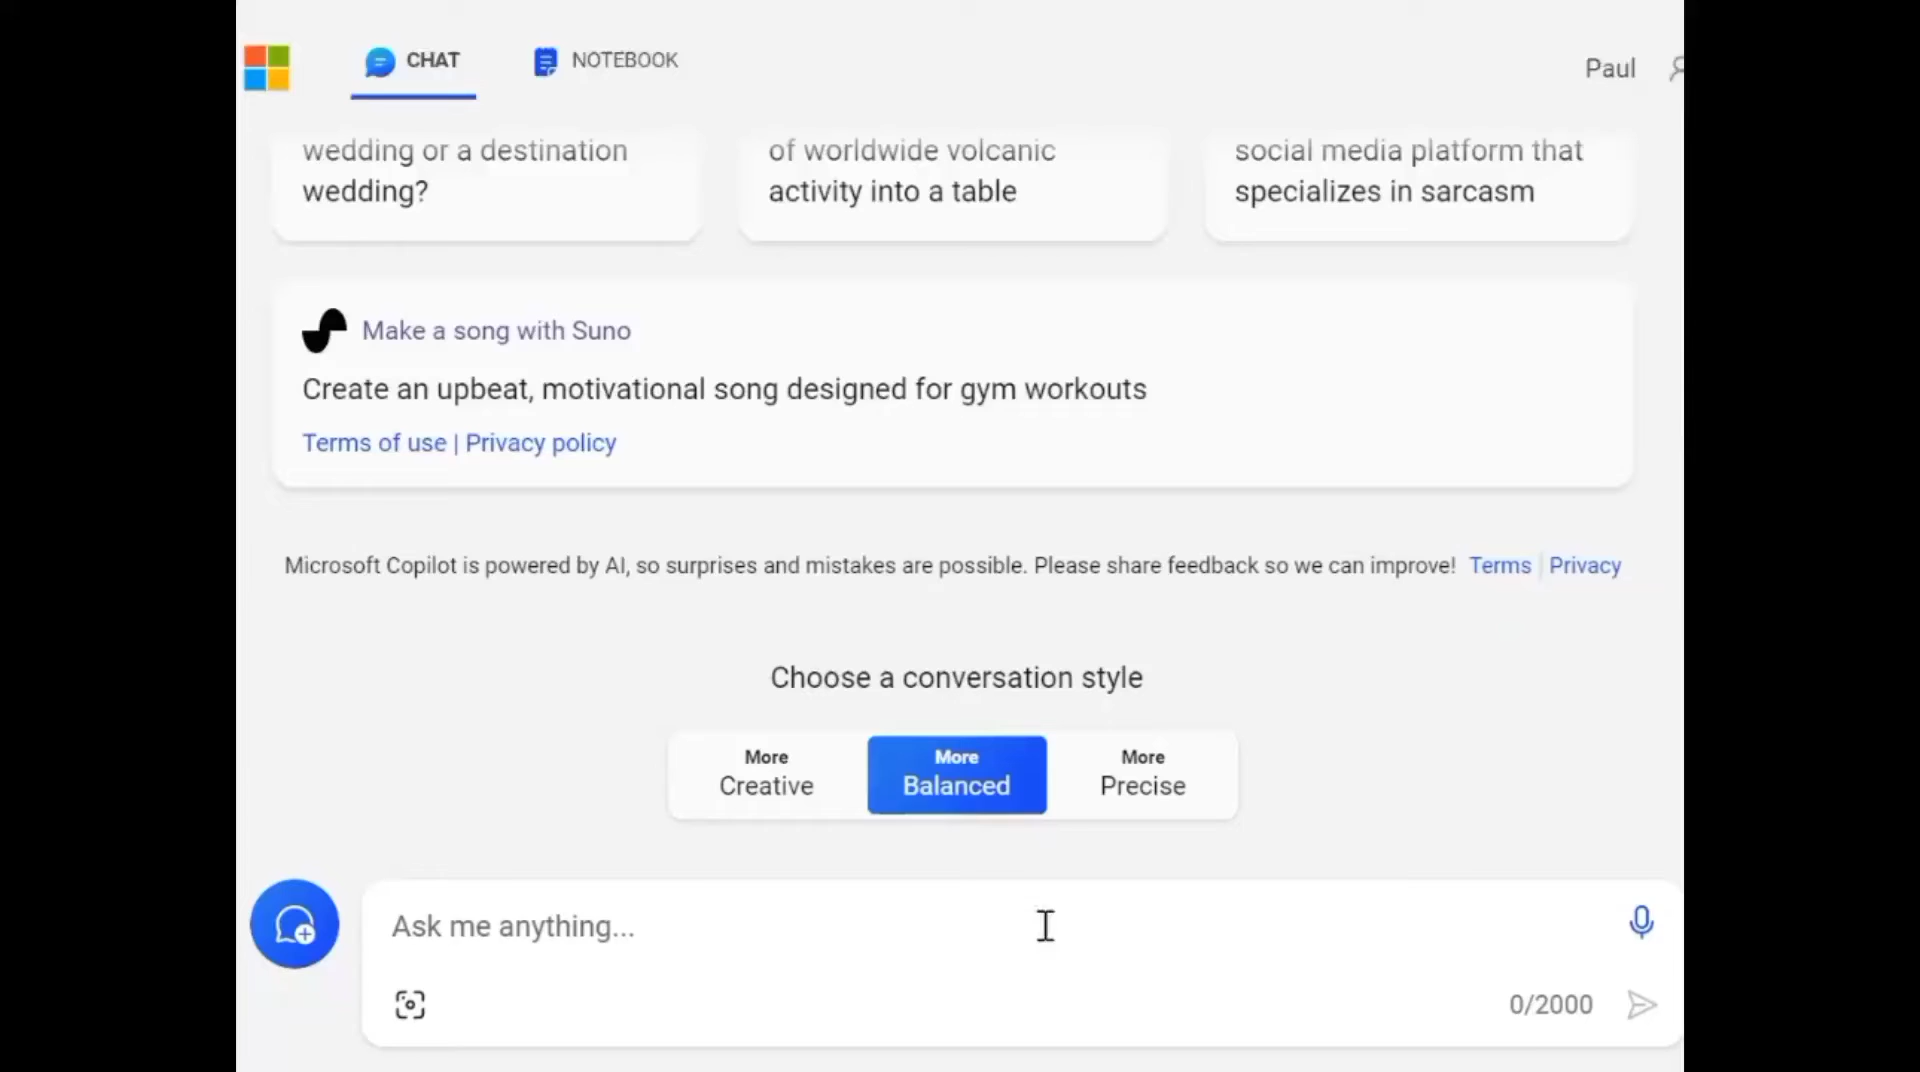 CHAT
NOTEBOOK
Paul
wedding or a destination
wedding?
of worldwide volcanic
activity into a table
social media platform that
specializes in sarcasm
Make a song with Suno
Create an upbeat, motivational song designed for gym workouts
Terms of use | Privacy policy
Microsoft Copilot is powered by AI, so surprises and mistakes are possible. Please share feedback so we can improve! Terms | Privacy
Choose a conversation style
More
Creative
More
Balanced
More
Precise
Ask me anything...
0/2000